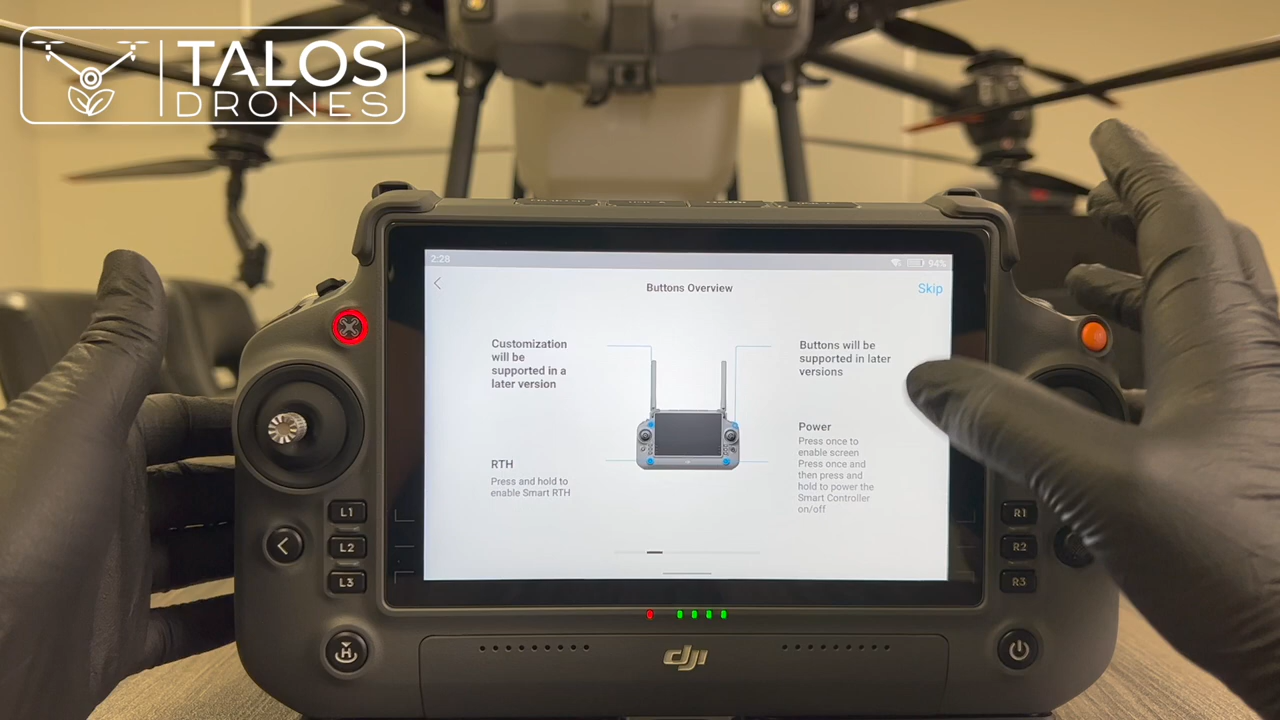 TALOS
DRONES
2:28
94%
Buttons Overview
Skip
Customization
will be
supported in a
later version
Buttons will be
supported in later
versions
RTH
Press and hold to
enable Smart RTH
Power
Press once to
enable screen
Press once and
then press and
hold to power the
Smart Controller
on/off
L1
L2
L3
R1
R2
R3
H
dji